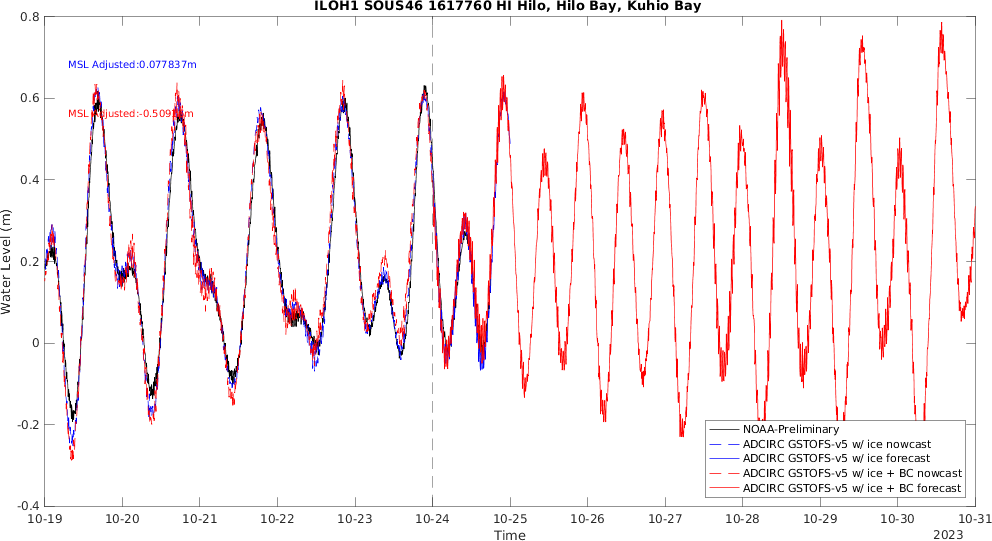 ILOH1 SOUS46 1617760 HI Hilo, Hilo Bay, Kuhio Bay
MSL Adjusted:0.077837m
Water Level (m)
0.8
0.6
0.4
0.2
0
-0.2
-0.4
NOAA-Preliminary
ADCIRC GSTOFS-v5 w/ ice nowcast
ADCIRC GSTOFS-v5 w/ ice forecast
ADCIRC GSTOFS-v5 w/ ice + BC nowcast
ADCIRC GSTOFS-v5 w/ ice + BC forecast
10-19 10-20 10-21 10-22 10-23 10-24 10-25 10-26 10-27 10-28 10-29 10-30 10-31
Time
2023